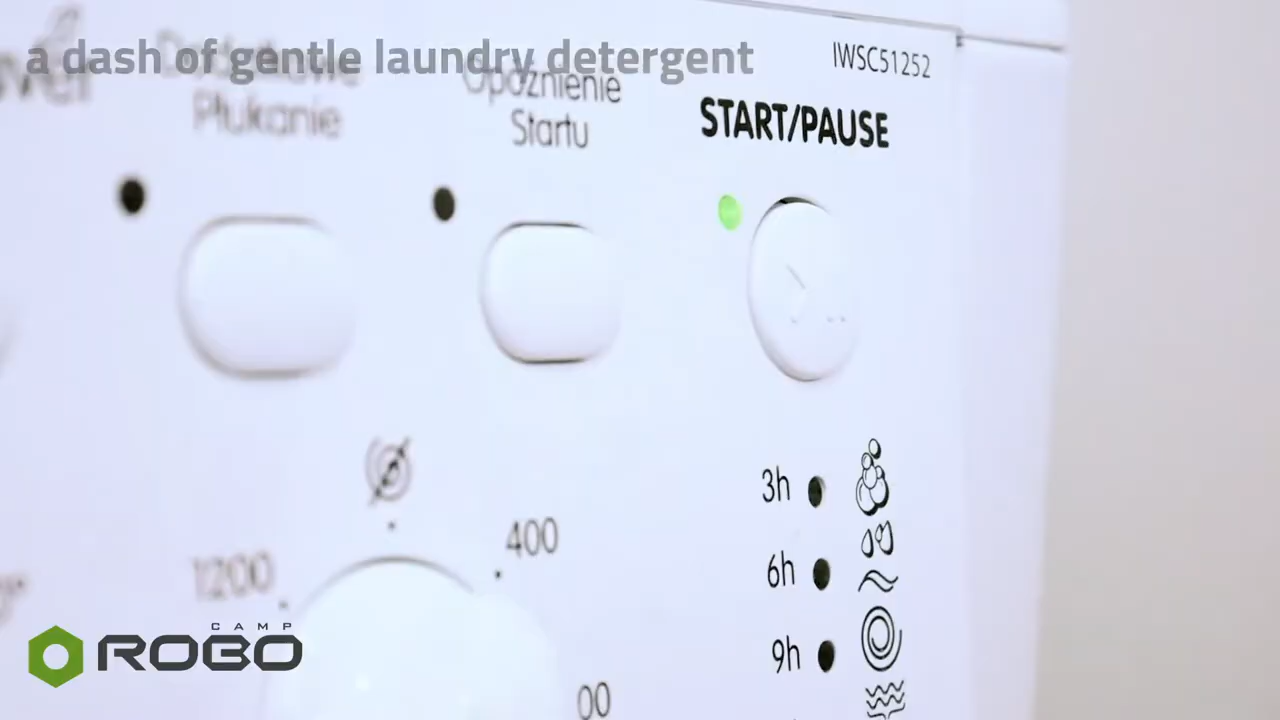 a dash of gentle laundry detergent
IWSC51252
Płukanie
Opóźnienie
Startu
START/PAUSE
3h
400
1200
6h
CAMP
ROBO
9h
00